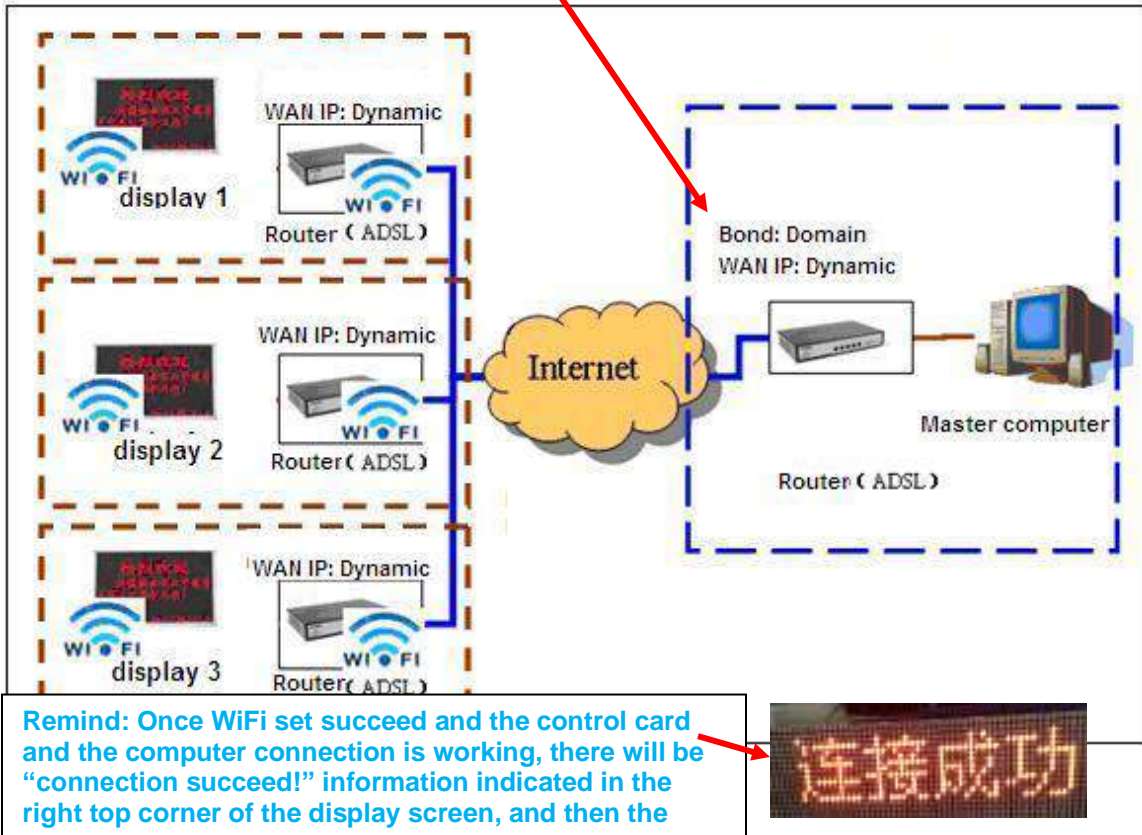 WAN IP: Dynamic
WI FI
display 1
WI FI
Router ( ADSL )
Bond: Domain
WAN IP: Dynamic
WAN IP: Dynamic
Internet
WI FI
display 2
WI FI
Router( ADSL )
Master computer
Router ( ADSL )
WAN IP: Dynamic
WI FI
display 3
WI FI
Router( ADSL )
Remind: Once WiFi set succeed and the control card
and the computer connection is working, there will be
“connection succeed!” information indicated in the
right top corner of the display screen, and then the
连接成功